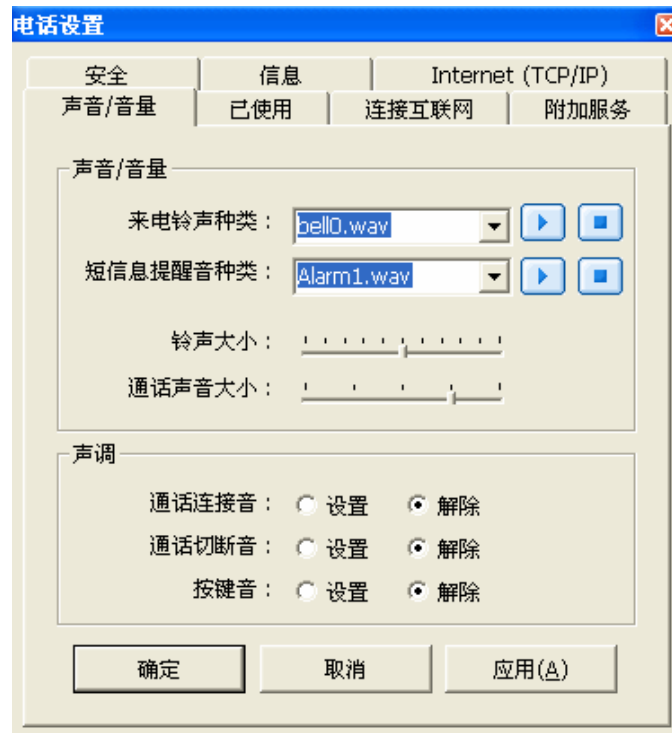 电话设置
安全 信息 Internet (TCP/IP)
声音/音量 已使用 连接互联网 附加服务
声音/音量
来电铃声种类： bell0.wav
短信息提醒音种类： Alarm1.wav
铃声大小：
通话声音大小：
声调
通话连接音： 设置 解除
通话切断音： 设置 解除
按键音： 设置 解除
确定 取消 应用(A)